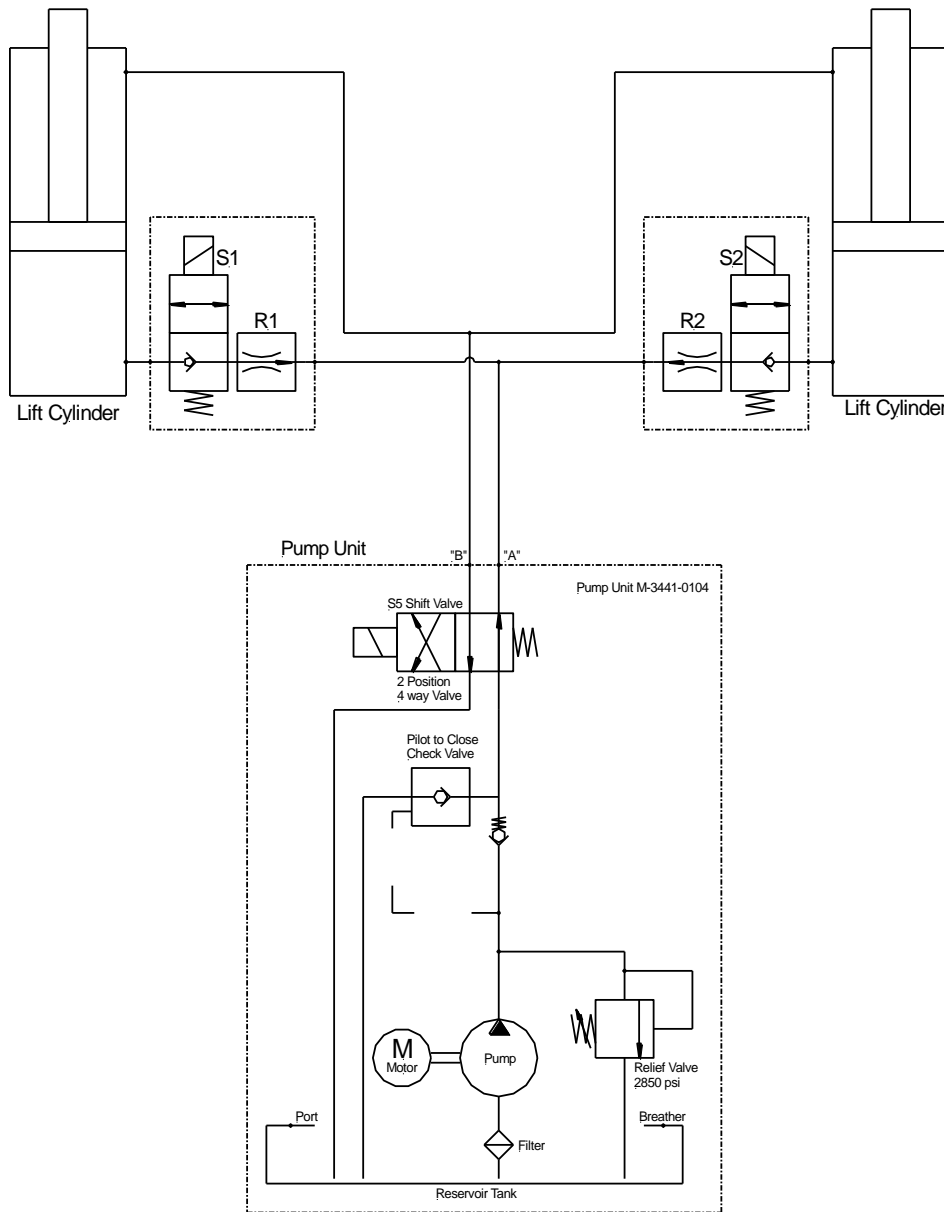 S1
S2
R1
R2
Lift Cylinder
Lift Cylinder
Pump Unit
"B"
"A"
Pump Unit M-3441-0104
S5 Shift Valve
2 Position
4 way Valve
Pilot to Close
Check Valve
M
Motor
Pump
Relief Valve
2850 psi
Port
Breather
Filter
Reservoir Tank